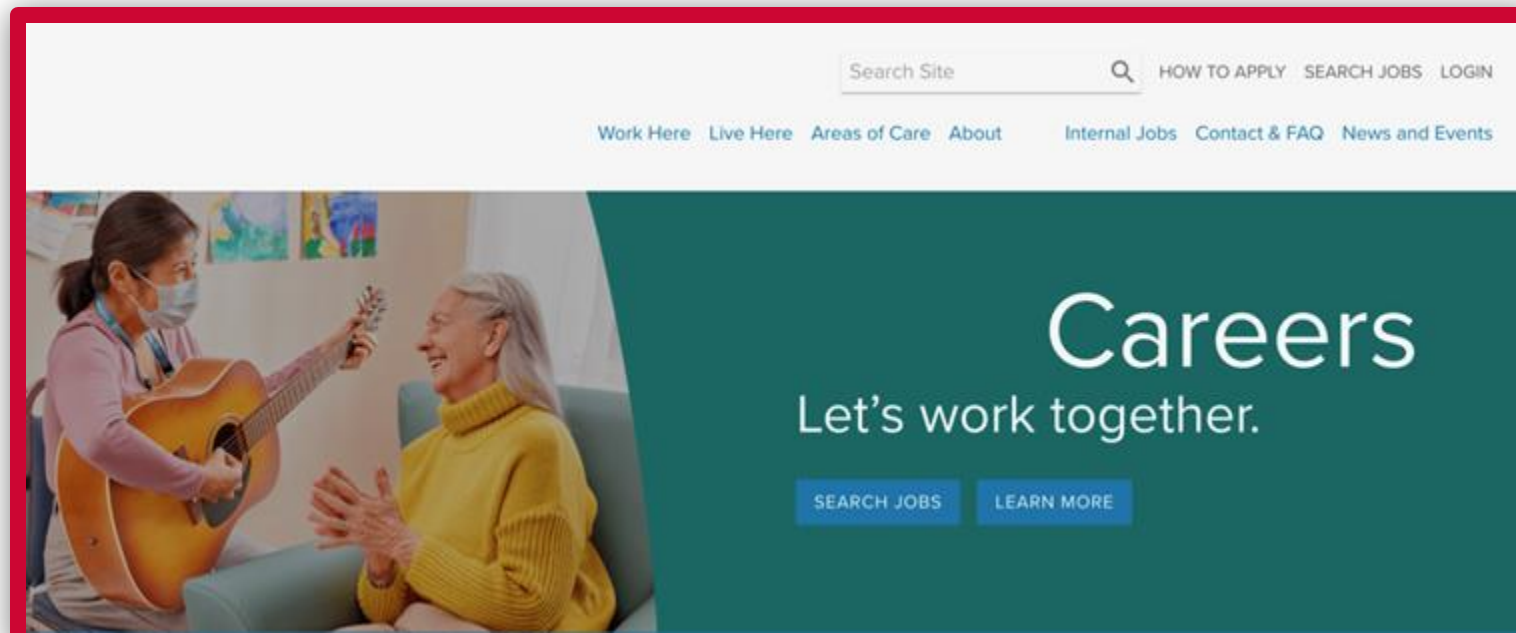 Search Site HOW TO APPLY SEARCH JOBS LOGIN
Work Here Live Here Areas of Care About Internal Jobs Contact & FAQ News and Events
Careers
Let's work together.
SEARCH JOBS LEARN MORE